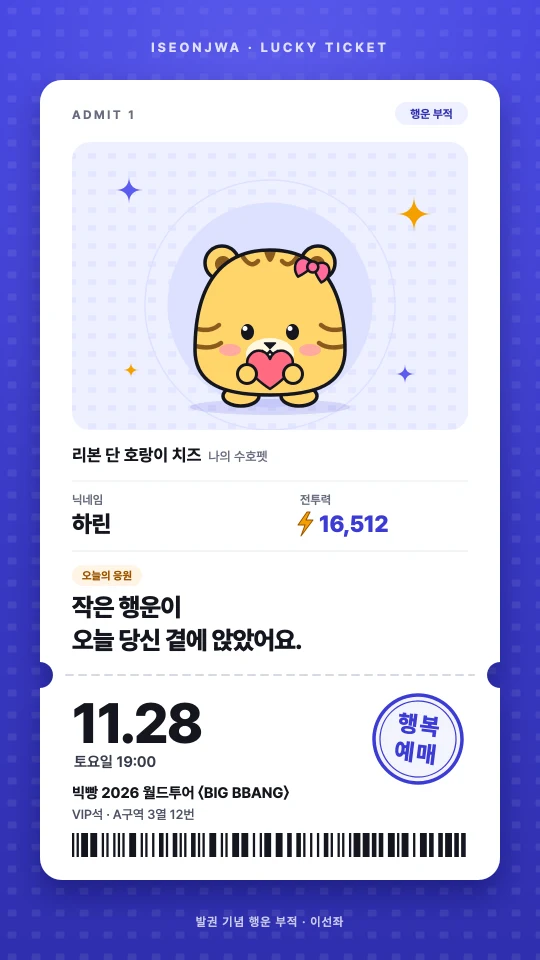 ISEONJWA · LUCKY TICKET
ADMIT 1
행운 부적
리본 단 호랑이 치즈 나의 수호펫
닉네임
하린
전투력
16,512
오늘의 응원
작은 행운이
오늘 당신 곁에 앉았어요.
11.28
토요일 19:00
행복
예매
빅빵 2026 월드투어 〈BIG BBANG〉
VIP석 · A구역 3열 12번
발권 기념 행운 부적 · 이선좌